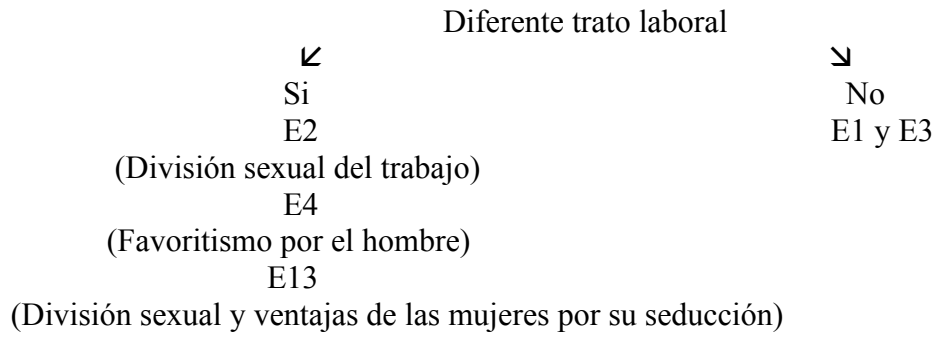 Diferente trato laboral
🡧 🡦
Si No
E2 E1 y E3
(División sexual del trabajo)
E4
(Favoritismo por el hombre)
E13
(División sexual y ventajas de las mujeres por su seducción)